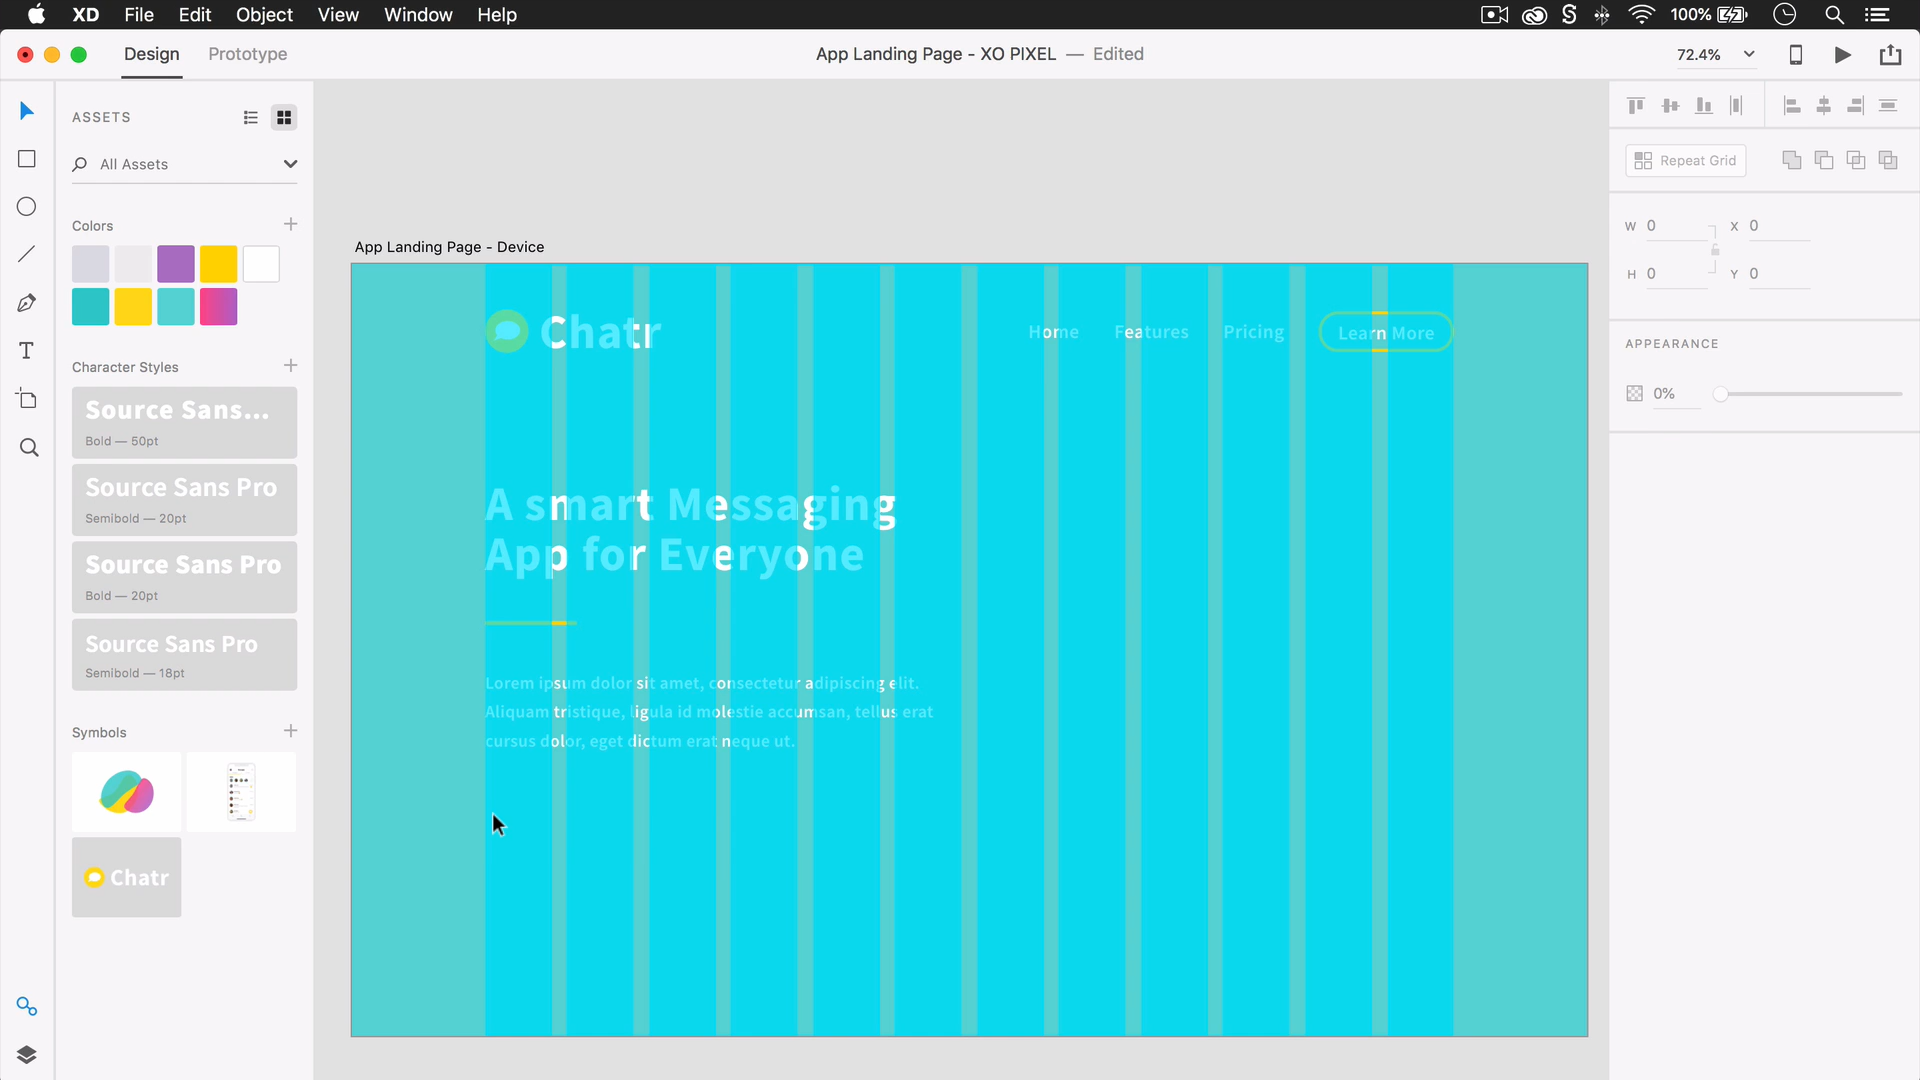 XD File Edit Object View Window Help
100%
Design Prototype
App Landing Page - XO PIXEL — Edited
72.4%
ASSETS
All Assets
Colors
Character Styles
Source Sans...
Bold — 50pt
Source Sans Pro
Semibold — 20pt
Source Sans Pro
Bold — 20pt
Source Sans Pro
Semibold — 18pt
Symbols
Chatr
App Landing Page - Device
Chatr
Home Features Pricing Learn More
A smart Messaging
App for Everyone
Lorem ipsum dolor sit amet, consectetur adipiscing elit.
Aliquam tristique, ligula id molestie accumsan, tellus erat
cursus dolor, eget dictum erat neque ut.
Repeat Grid
W 0 X 0
H 0 Y 0
APPEARANCE
0%